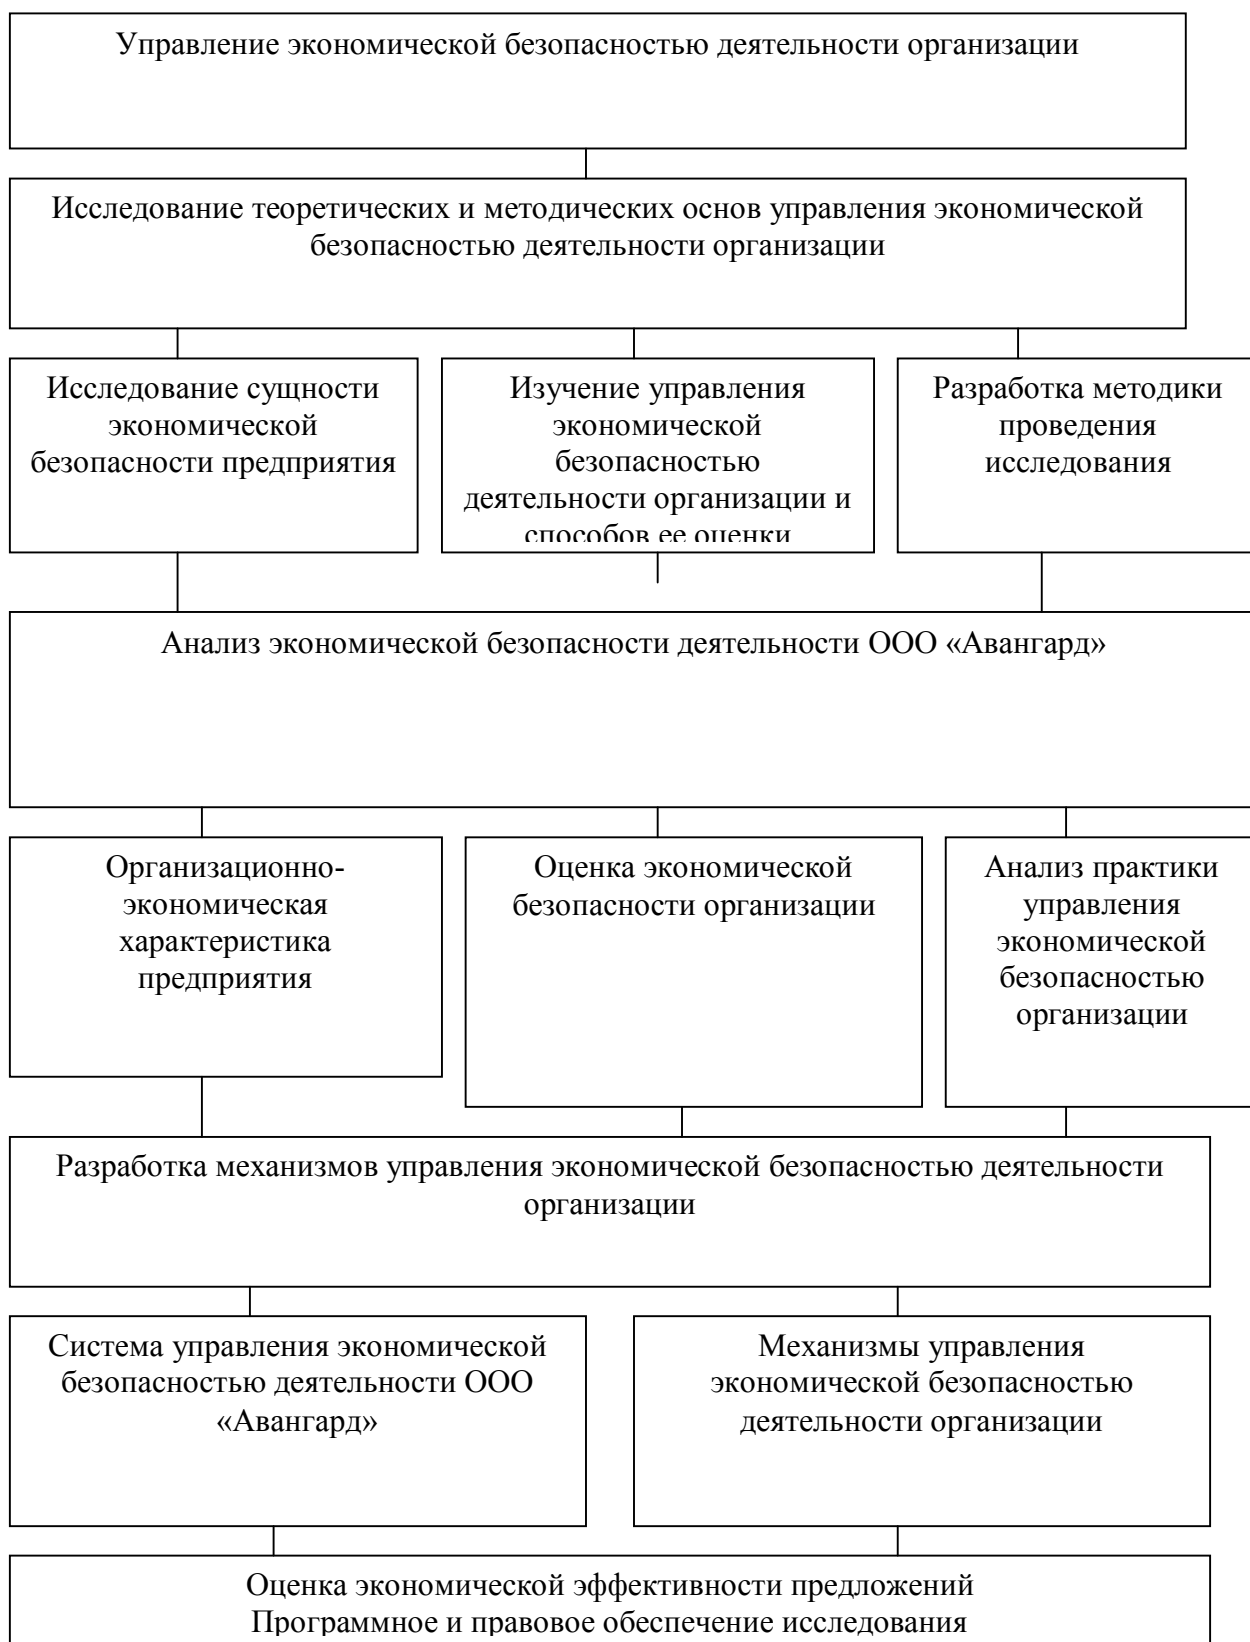 Управление экономической безопасностью деятельности организации
Исследование теоретических и методических основ управления экономической
безопасностью деятельности организации
Исследование сущности
экономической
безопасности предприятия
Изучение управления
экономической
безопасностью
деятельности организации и
способов ее оценки
Разработка методики
проведения
исследования
Анализ экономической безопасности деятельности ООО «Авангард»
Организационно-
экономическая
характеристика
предприятия
Оценка экономической
безопасности организации
Анализ практики
управления
экономической
безопасностью
организации
Разработка механизмов управления экономической безопасностью деятельности
организации
Система управления экономической
безопасностью деятельности ООО
«Авангард»
Механизмы управления
экономической безопасностью
деятельности организации
Оценка экономической эффективности предложений
Программное и правовое обеспечение исследования